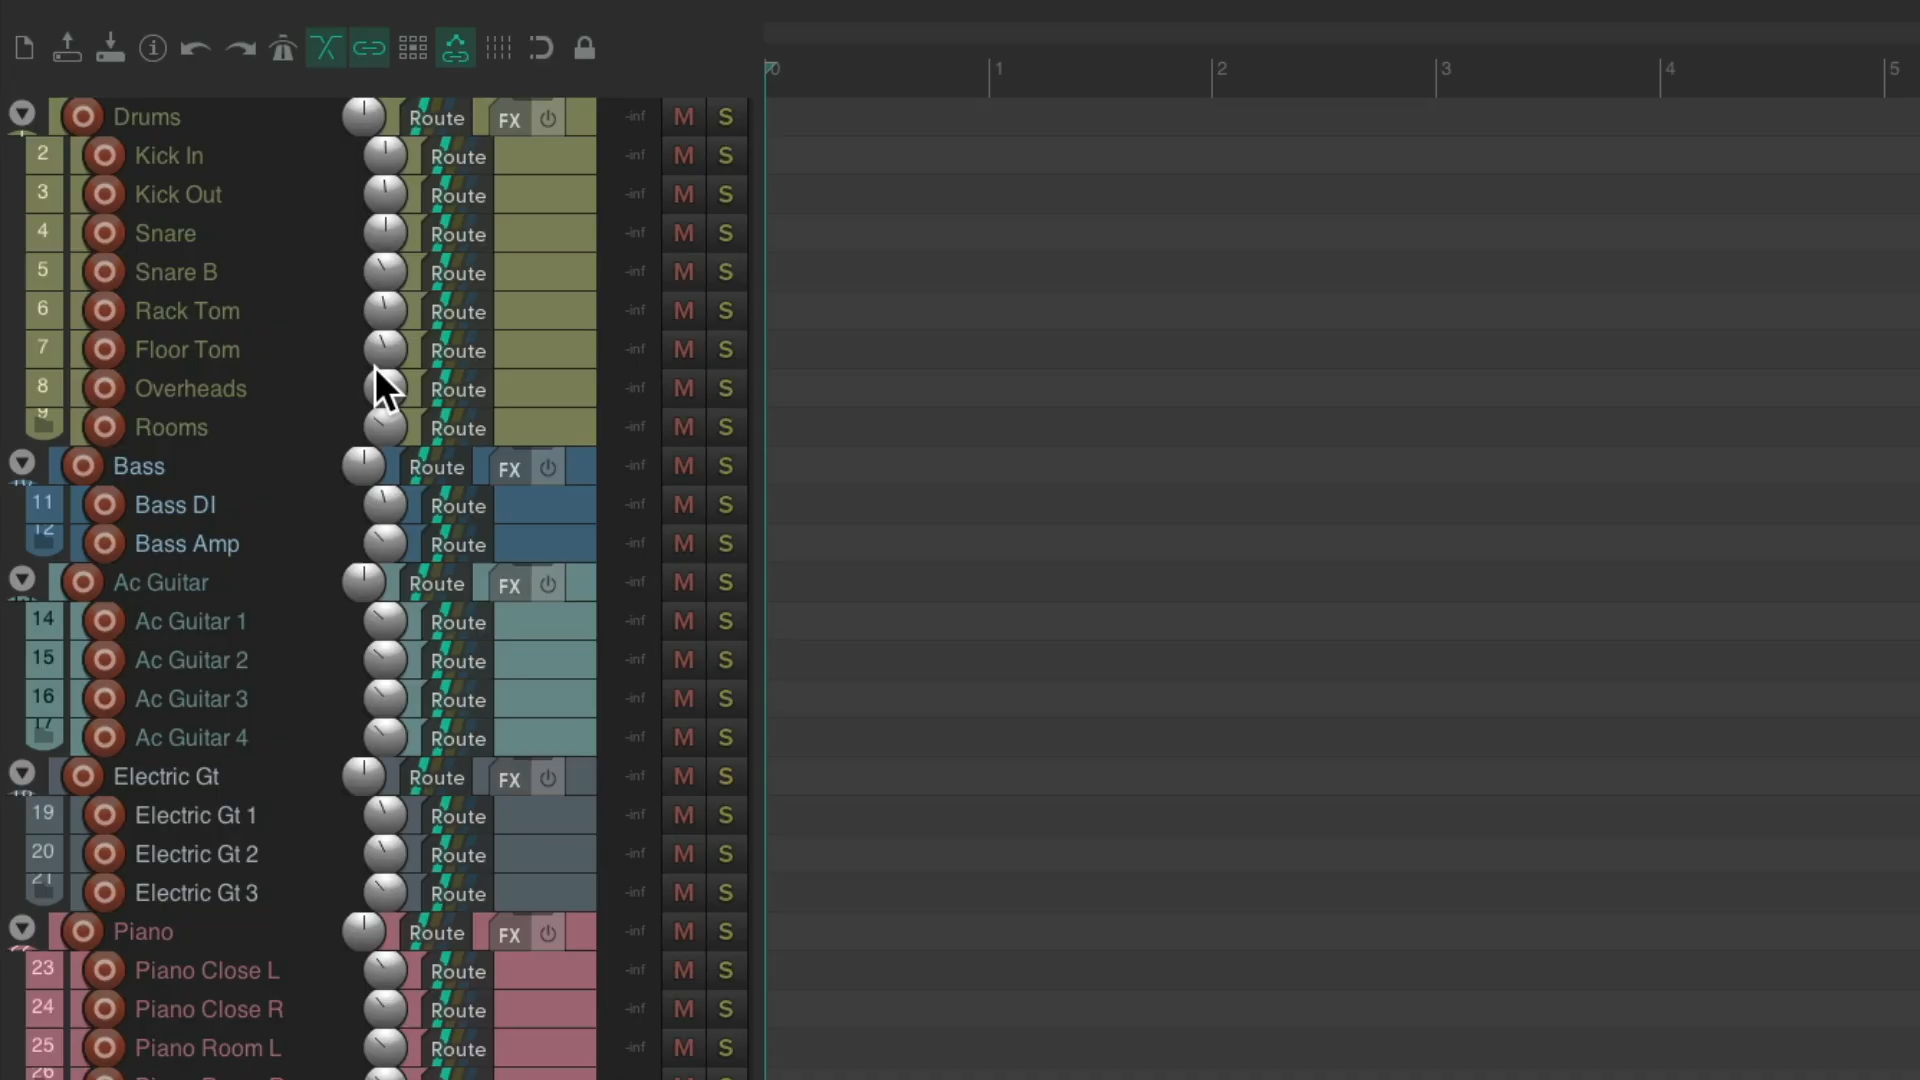 0 1 2 3 4 5
Drums Route FX -inf M S
2 Kick In Route -inf M S
3 Kick Out Route -inf M S
4 Snare Route -inf M S
5 Snare B Route -inf M S
6 Rack Tom Route -inf M S
7 Floor Tom Route -inf M S
8 Overheads Route -inf M S
9 Rooms Route -inf M S
Bass Route FX -inf M S
11 Bass DI Route -inf M S
12 Bass Amp Route -inf M S
Ac Guitar Route FX -inf M S
14 Ac Guitar 1 Route -inf M S
15 Ac Guitar 2 Route -inf M S
16 Ac Guitar 3 Route -inf M S
17 Ac Guitar 4 Route -inf M S
Electric Gt Route FX -inf M S
19 Electric Gt 1 Route -inf M S
20 Electric Gt 2 Route -inf M S
21 Electric Gt 3 Route -inf M S
Piano Route FX -inf M S
23 Piano Close L Route -inf M S
24 Piano Close R Route -inf M S
25 Piano Room L Route -inf M S
26